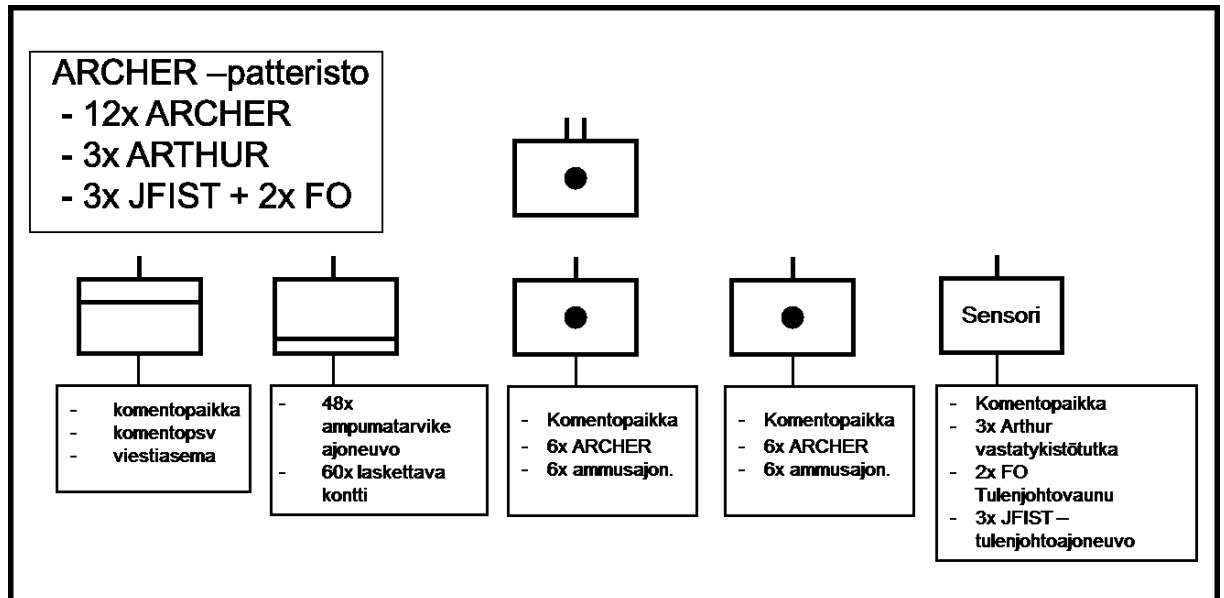 ARCHER –patteristo
- 12x ARCHER
- 3x ARTHUR
- 3x JFIST + 2x FO
Sensori
- komentopaikka
- komentopsv
- viestiasema
- 48x
ampumatarvike
ajoneuvo
- 60x laskettava
kontti
- Komentopaikka
- 6x ARCHER
- 6x ammusajon.
- Komentopaikka
- 6x ARCHER
- 6x ammusajon.
- Komentopaikka
- 3x Arthur
vastatykistötutka
- 2x FO
Tulenjohtovaunu
- 3x JFIST –
tulenjohtoajoneuvo